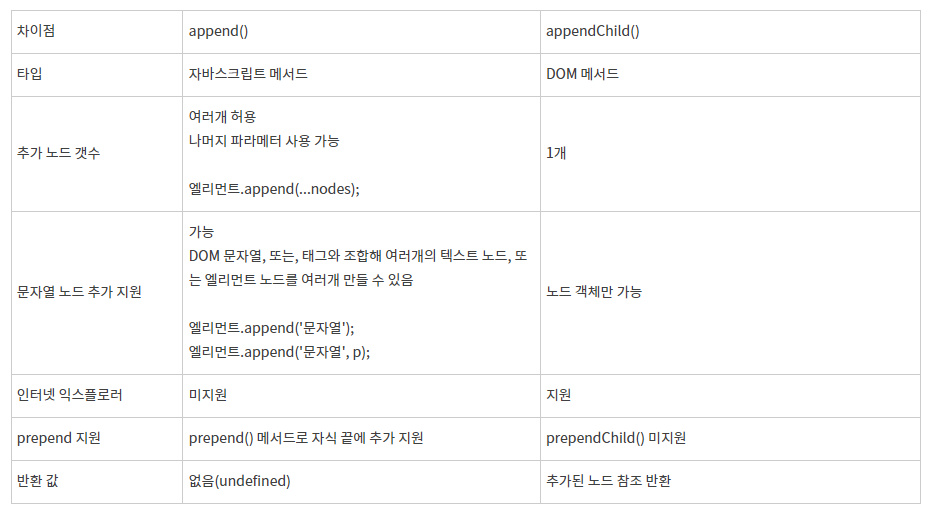 차이점
append()
appendChild()
타입
자바스크립트 메서드
DOM 메서드
추가 노드 갯수
여러개 허용
나머지 파라메터 사용 가능
엘리먼트.append(...nodes);
1개
문자열 노드 추가 지원
가능
DOM 문자열, 또는, 태그와 조합해 여러개의 텍스트 노드, 또
는 엘리먼트 노드를 여러개 만들 수 있음
엘리먼트.append('문자열');
엘리먼트.append('문자열', p);
노드 객체만 가능
인터넷 익스플로러
미지원
지원
prepend 지원
prepend() 메서드로 자식 끝에 추가 지원
prependChild() 미지원
반환 값
없음(undefined)
추가된 노드 참조 반환